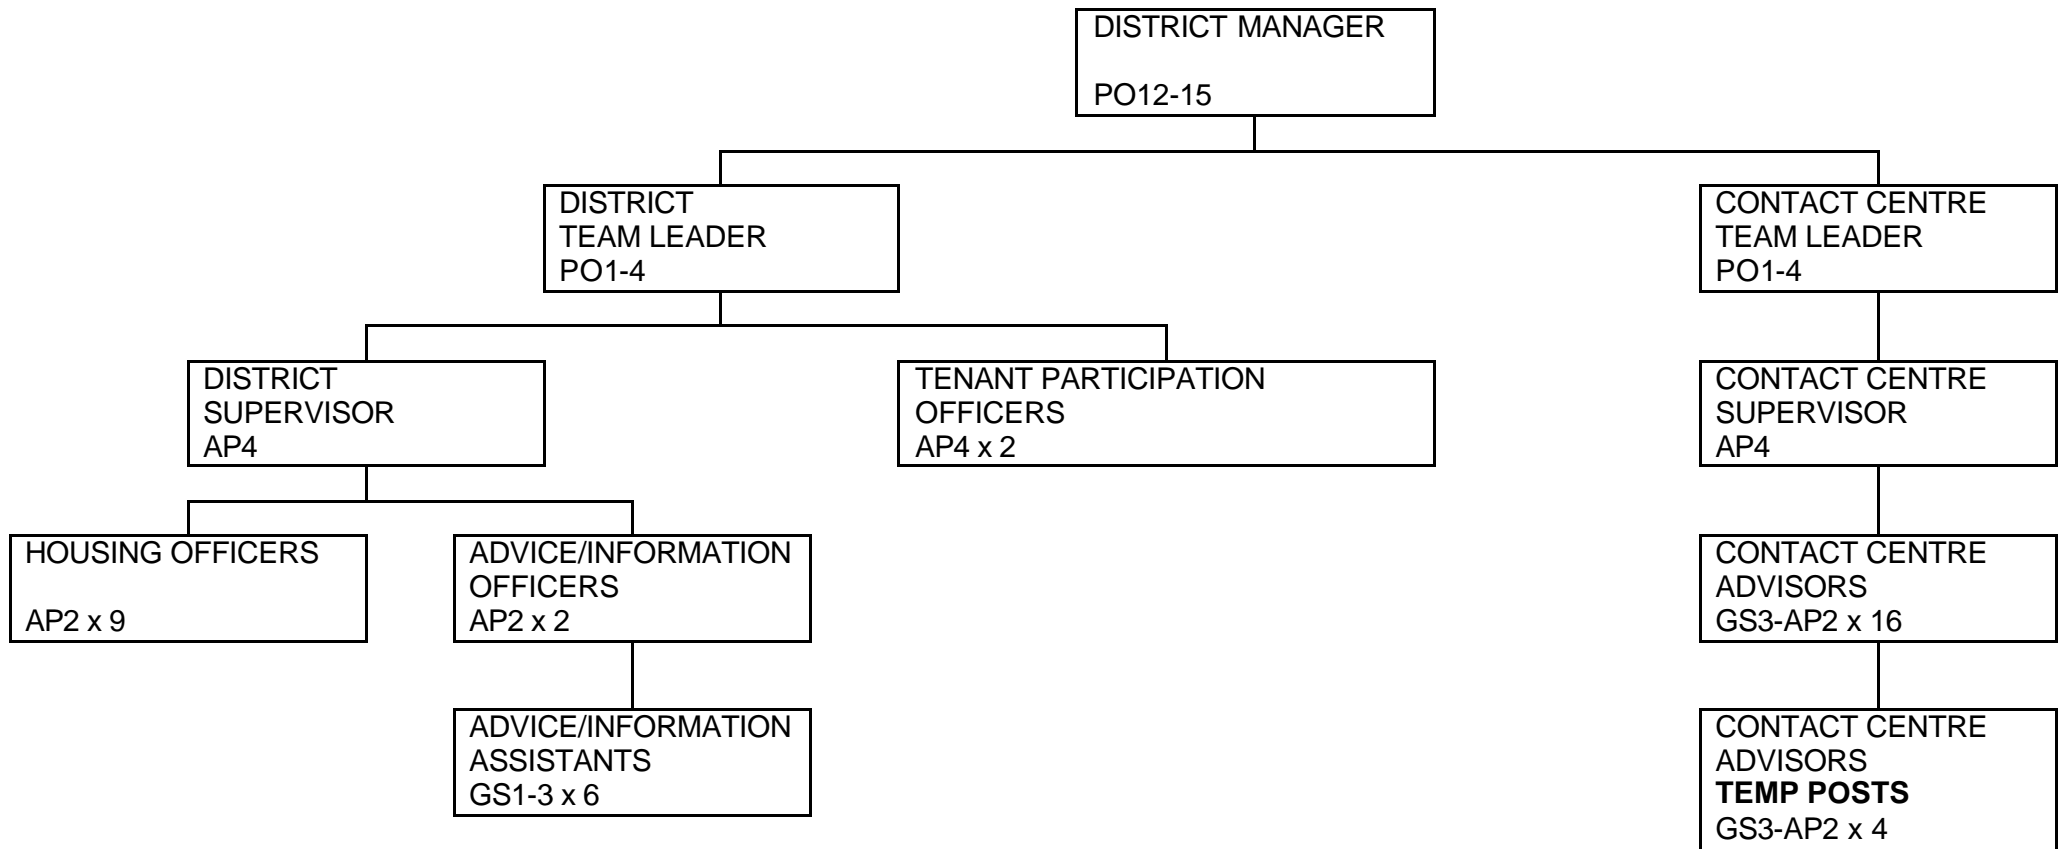 DISTRICT MANAGER
PO12-15
DISTRICT
TEAM LEADER
PO1-4
CONTACT CENTRE
TEAM LEADER
PO1-4
DISTRICT
SUPERVISOR
AP4
TENANT PARTICIPATION
OFFICERS
AP4 x 2
CONTACT CENTRE
SUPERVISOR
AP4
HOUSING OFFICERS
AP2 x 9
ADVICE/INFORMATION
OFFICERS
AP2 x 2
CONTACT CENTRE
ADVISORS
GS3-AP2 x 16
ADVICE/INFORMATION
ASSISTANTS
GS1-3 x 6
CONTACT CENTRE
ADVISORS
TEMP POSTS
GS3-AP2 x 4